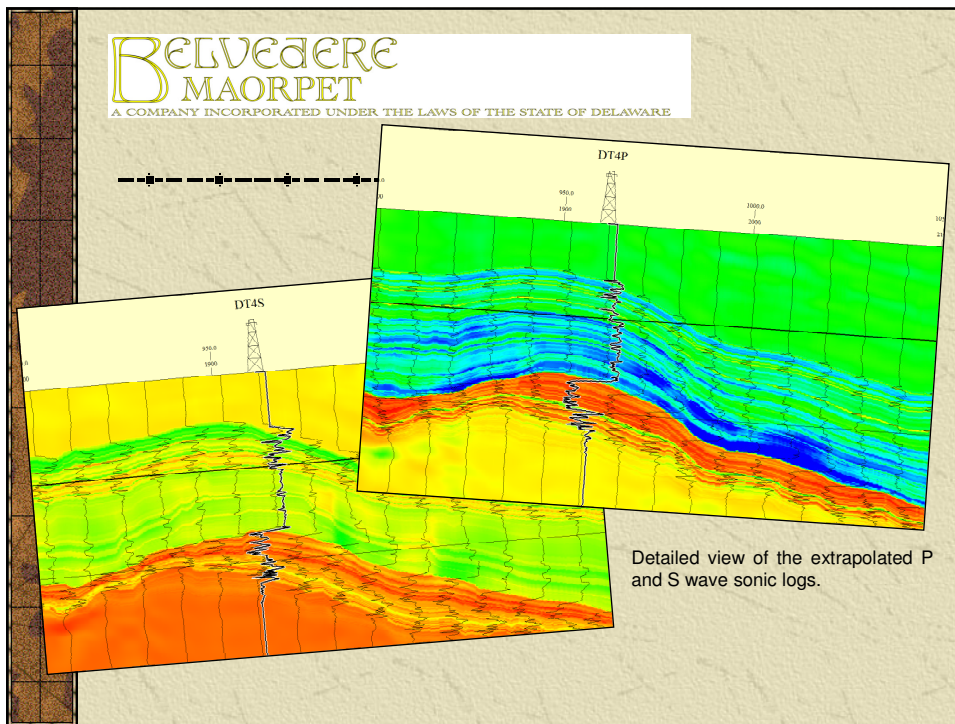 BELVEDERE
MAORPET
A COMPANY INCORPORATED UNDER THE LAWS OF THE STATE OF DELAWARE
DT4P
950.0
1900
1000.0
2000
DT4S
950.0
1900
Detailed view of the extrapolated P
and S wave sonic logs.